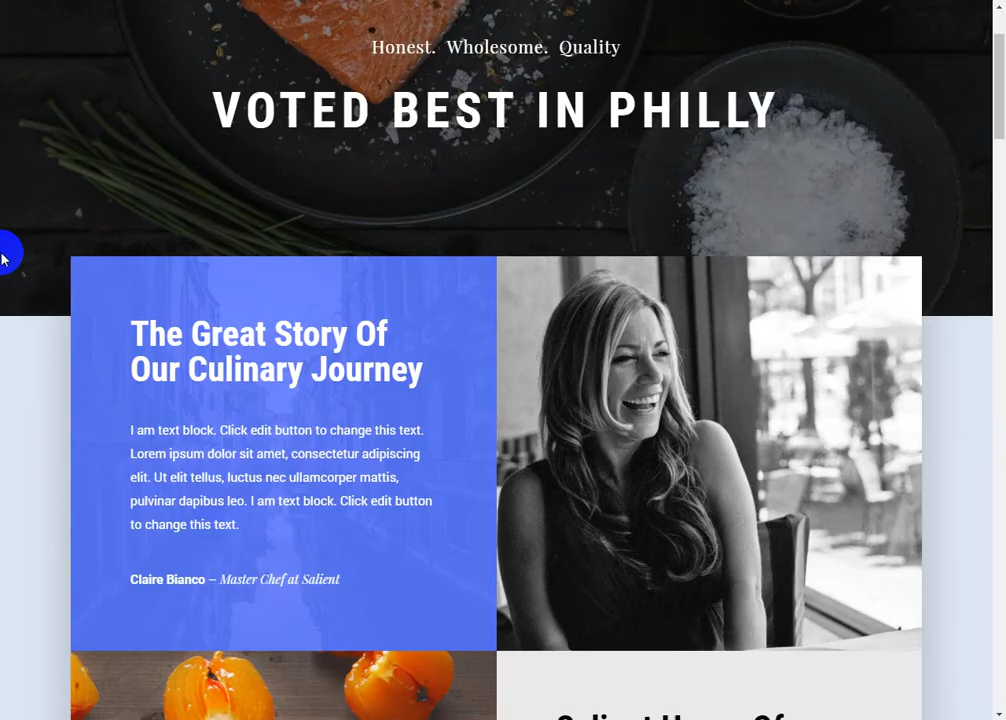 Honest. Wholesome. Quality
VOTED BEST IN PHILLY
The Great Story Of
Our Culinary Journey
I am text block. Click edit button to change this text.
Lorem ipsum dolor sit amet, consectetur adipiscing
elit. Ut elit tellus, luctus nec ullamcorper mattis,
pulvinar dapibus leo. I am text block. Click edit button
to change this text.
Claire Bianco – Master Chef at Salient